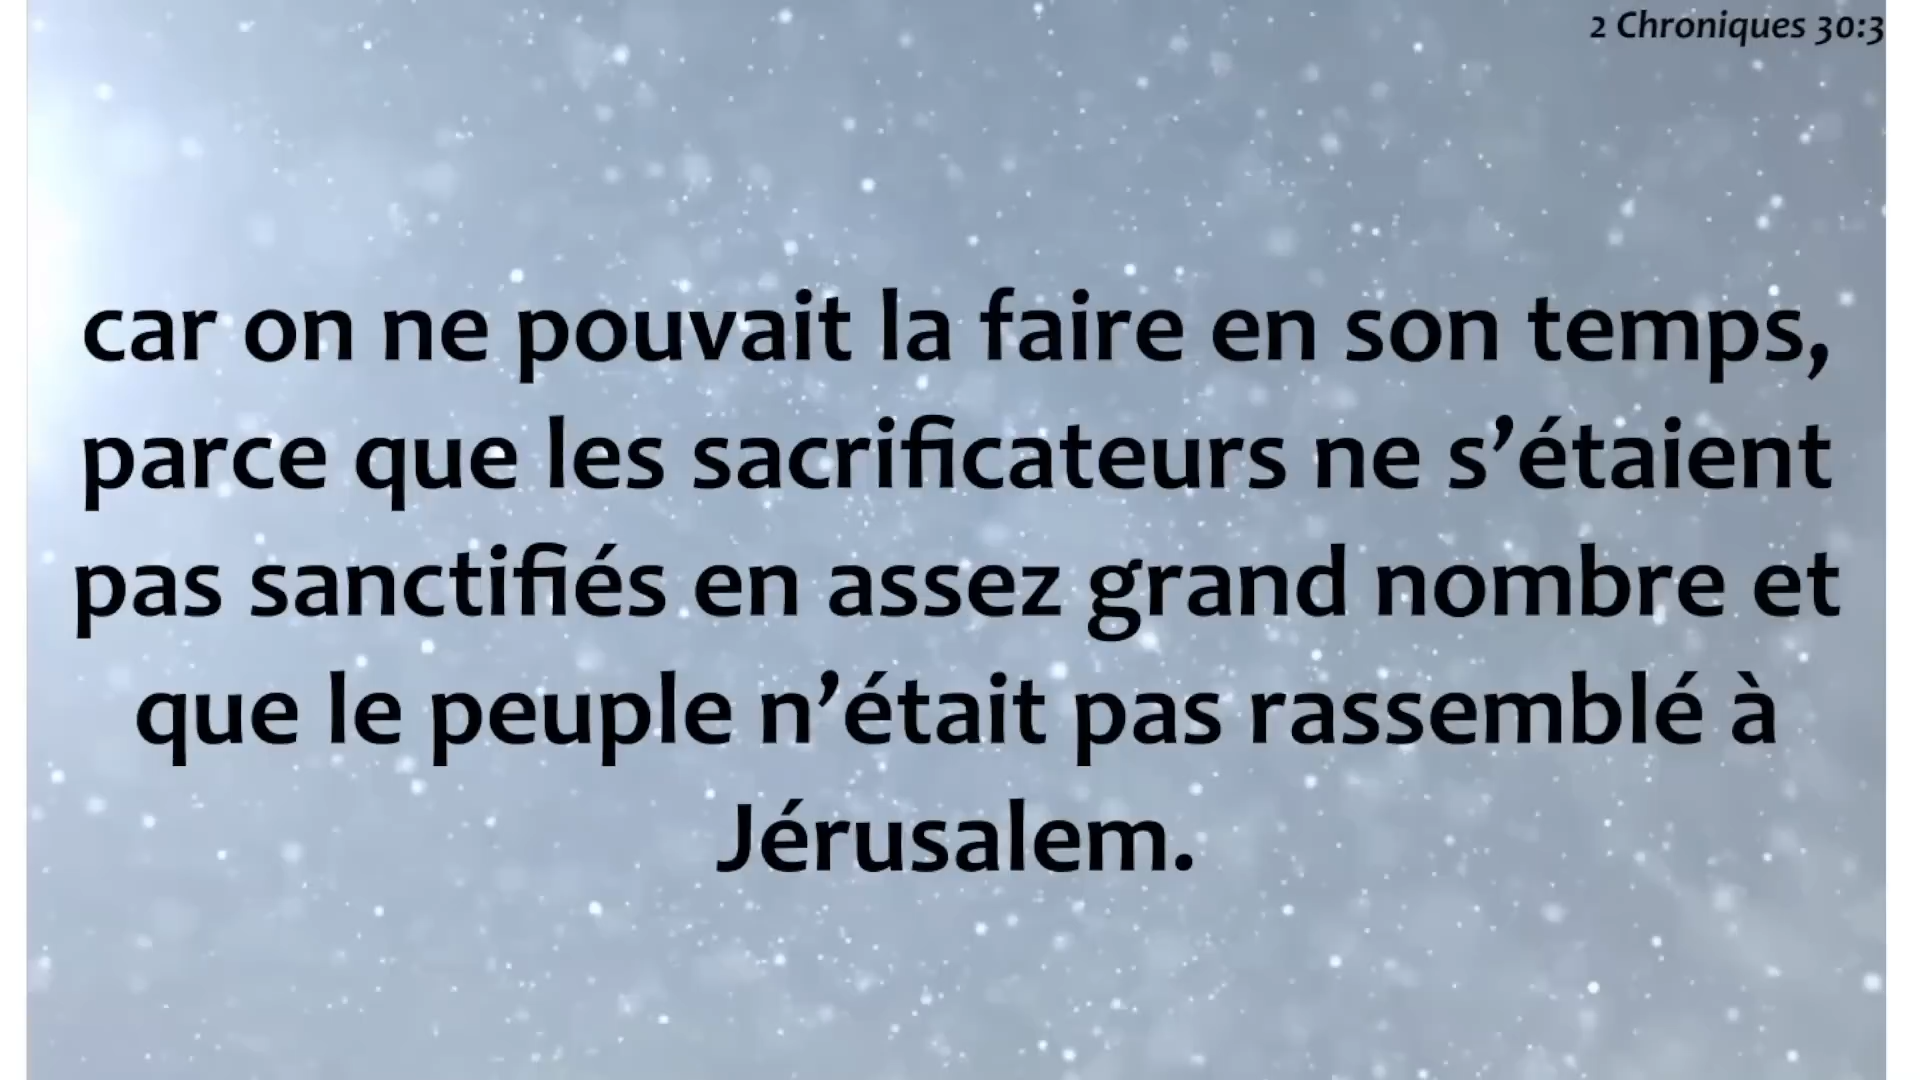 2 Chroniques 30:3
car on ne pouvait la faire en son temps,
parce que les sacrificateurs ne s’étaient
pas sanctifiés en assez grand nombre et
que le peuple n’était pas rassemblé à
Jérusalem.